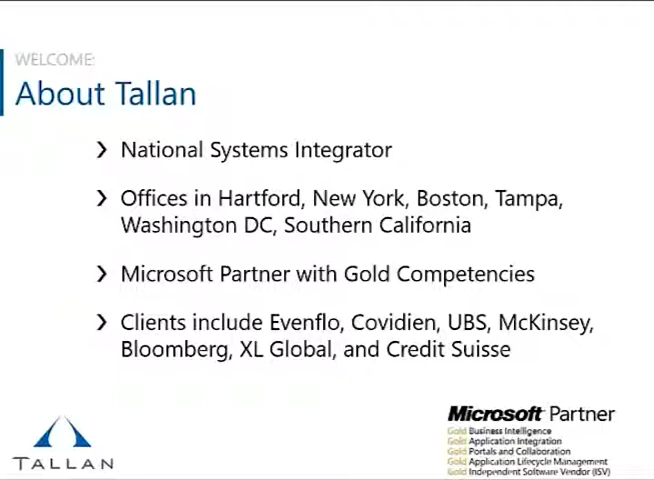 WELCOME:
About Tallan
❯ National Systems Integrator
❯ Offices in Hartford, New York, Boston, Tampa,
Washington DC, Southern California
❯ Microsoft Partner with Gold Competencies
❯ Clients include Evenflo, Covidien, UBS, McKinsey,
Bloomberg, XL Global, and Credit Suisse
TALLAN
Microsoft Partner
Gold Business Intelligence
Gold Application Integration
Gold Portals and Collaboration
Gold Application Lifecycle Management
Gold Independent Software Vendor (ISV)